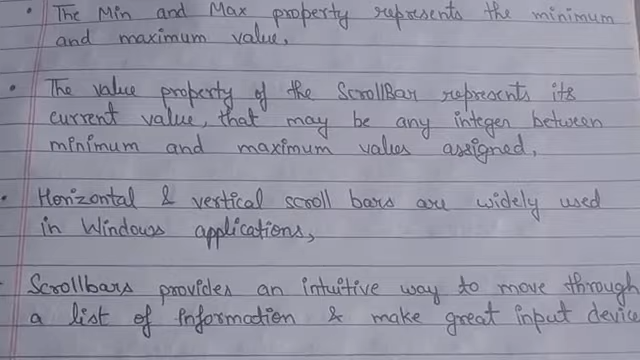 • The Min and Max property represents the minimum
and maximum value,
• The value property of the ScrollBar represents its
current value, that may be any integer between
minimum and maximum values assigned,
• Horizontal & vertical scroll bars are widely used
in Windows applications,
• Scrollbars provides an intuitive way to move through
a list of information & make great input device